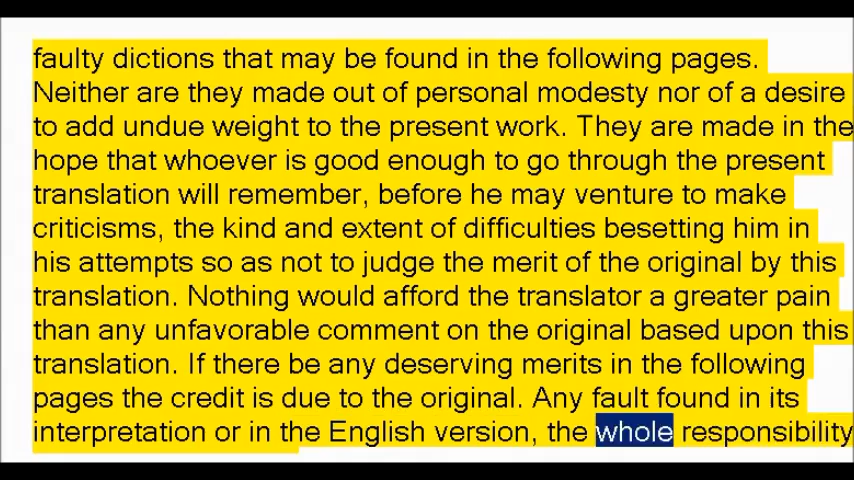 faulty dictions that may be found in the following pages.
Neither are they made out of personal modesty nor of a desire
to add undue weight to the present work. They are made in the
hope that whoever is good enough to go through the present
translation will remember, before he may venture to make
criticisms, the kind and extent of difficulties besetting him in
his attempts so as not to judge the merit of the original by this
translation. Nothing would afford the translator a greater pain
than any unfavorable comment on the original based upon this
translation. If there be any deserving merits in the following
pages the credit is due to the original. Any fault found in its
interpretation or in the English version, the whole responsibility